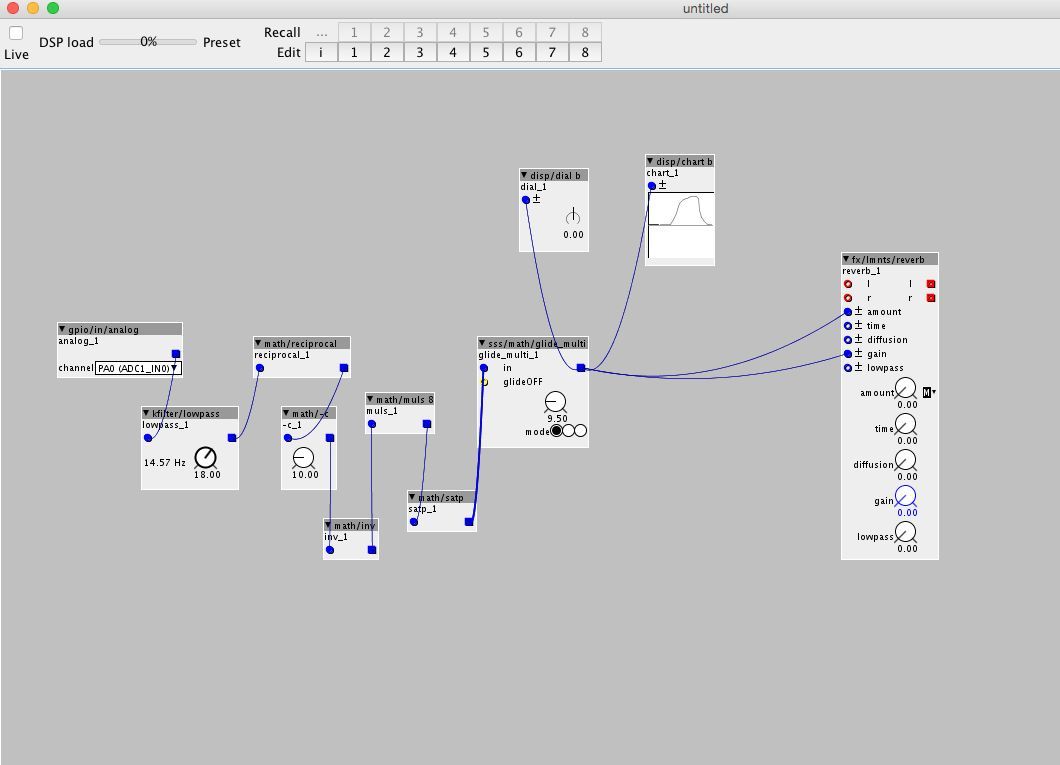 untitled
Live
DSP load
0%
Preset
Recall ... 1 2 3 4 5 6 7 8
Edit i 1 2 3 4 5 6 7 8
disp/chart b
chart_1
±
disp/dial b
dial_1
±
0.00
fx/lmnts/reverb
reverb_1
l l
r r
± amount
± time
± diffusion
± gain
± lowpass
amount
0.00
M
time
0.00
diffusion
0.00
gain
0.00
lowpass
0.00
gpio/in/analog
analog_1
channel PA0 (ADC1_IN0)
math/reciprocal
reciprocal_1
sss/math/glide_multi
glide_multi_1
in
glideOFF
9.50
mode
math/muls 8
muls_1
kfilter/lowpass
lowpass_1
14.57 Hz
18.00
math/-c
-c_1
10.00
math/satp
satp_1
math/inv
inv_1